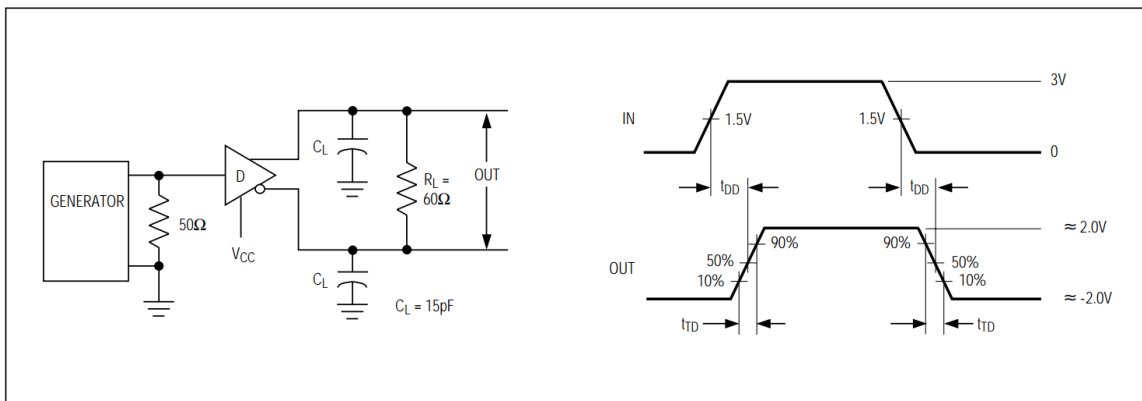 GENERATOR
50Ω
D
VCC
CL
CL
RL =
60Ω
OUT
CL = 15pF
IN
3V
1.5V
1.5V
0
tDD
tDD
OUT
≈ 2.0V
90%
90%
50%
50%
10%
10%
≈ -2.0V
tTD
tTD